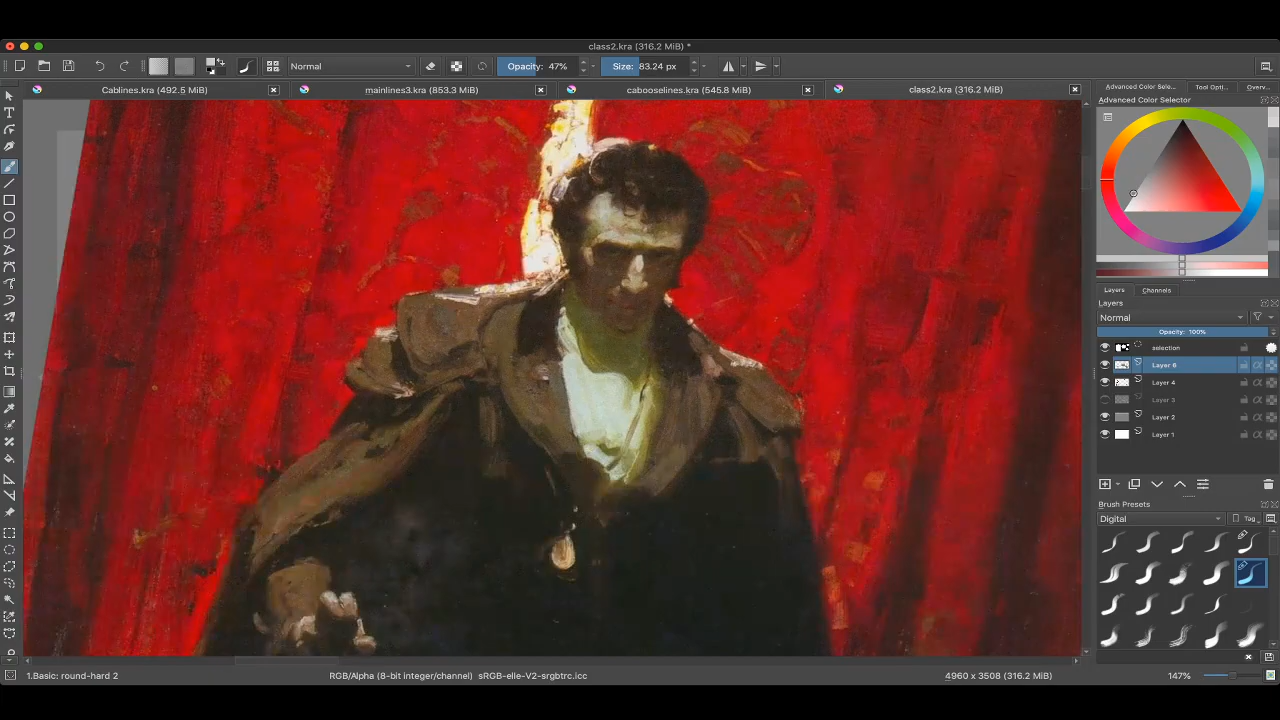 class2.kra (316.2 MiB) *
Normal
Opacity: 47%
Size: 83.24 px
Cablines.kra (492.5 MiB)
mainlines3.kra (853.3 MiB)
cabooselines.kra (545.8 MiB)
class2.kra (316.2 MiB)
Advanced Color Sele...
Tool Opti...
Overv...
Advanced Color Selector
Layers
Channels
Layers
Normal
Opacity: 100%
selection
Layer 6
Layer 4
Layer 3
Layer 2
Layer 1
Brush Presets
Digital
Tag
1.Basic: round-hard 2
RGB/Alpha (8-bit integer/channel) sRGB-elle-V2-srgbtrc.icc
4960 x 3508 (316.2 MiB)
147%